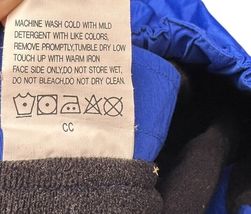 MACHINE WASH COLD WITH MILD
DETERGENT WITH LIKE COLORS,
REMOVE PROMPTLY,TUMBLE DRY LOW
TOUCH UP WITH WARM IRON
FACE SIDE ONLY,DO NOT STORE WET,
DO NOT BLEACH,DO NOT DRY CLEAN.
CC